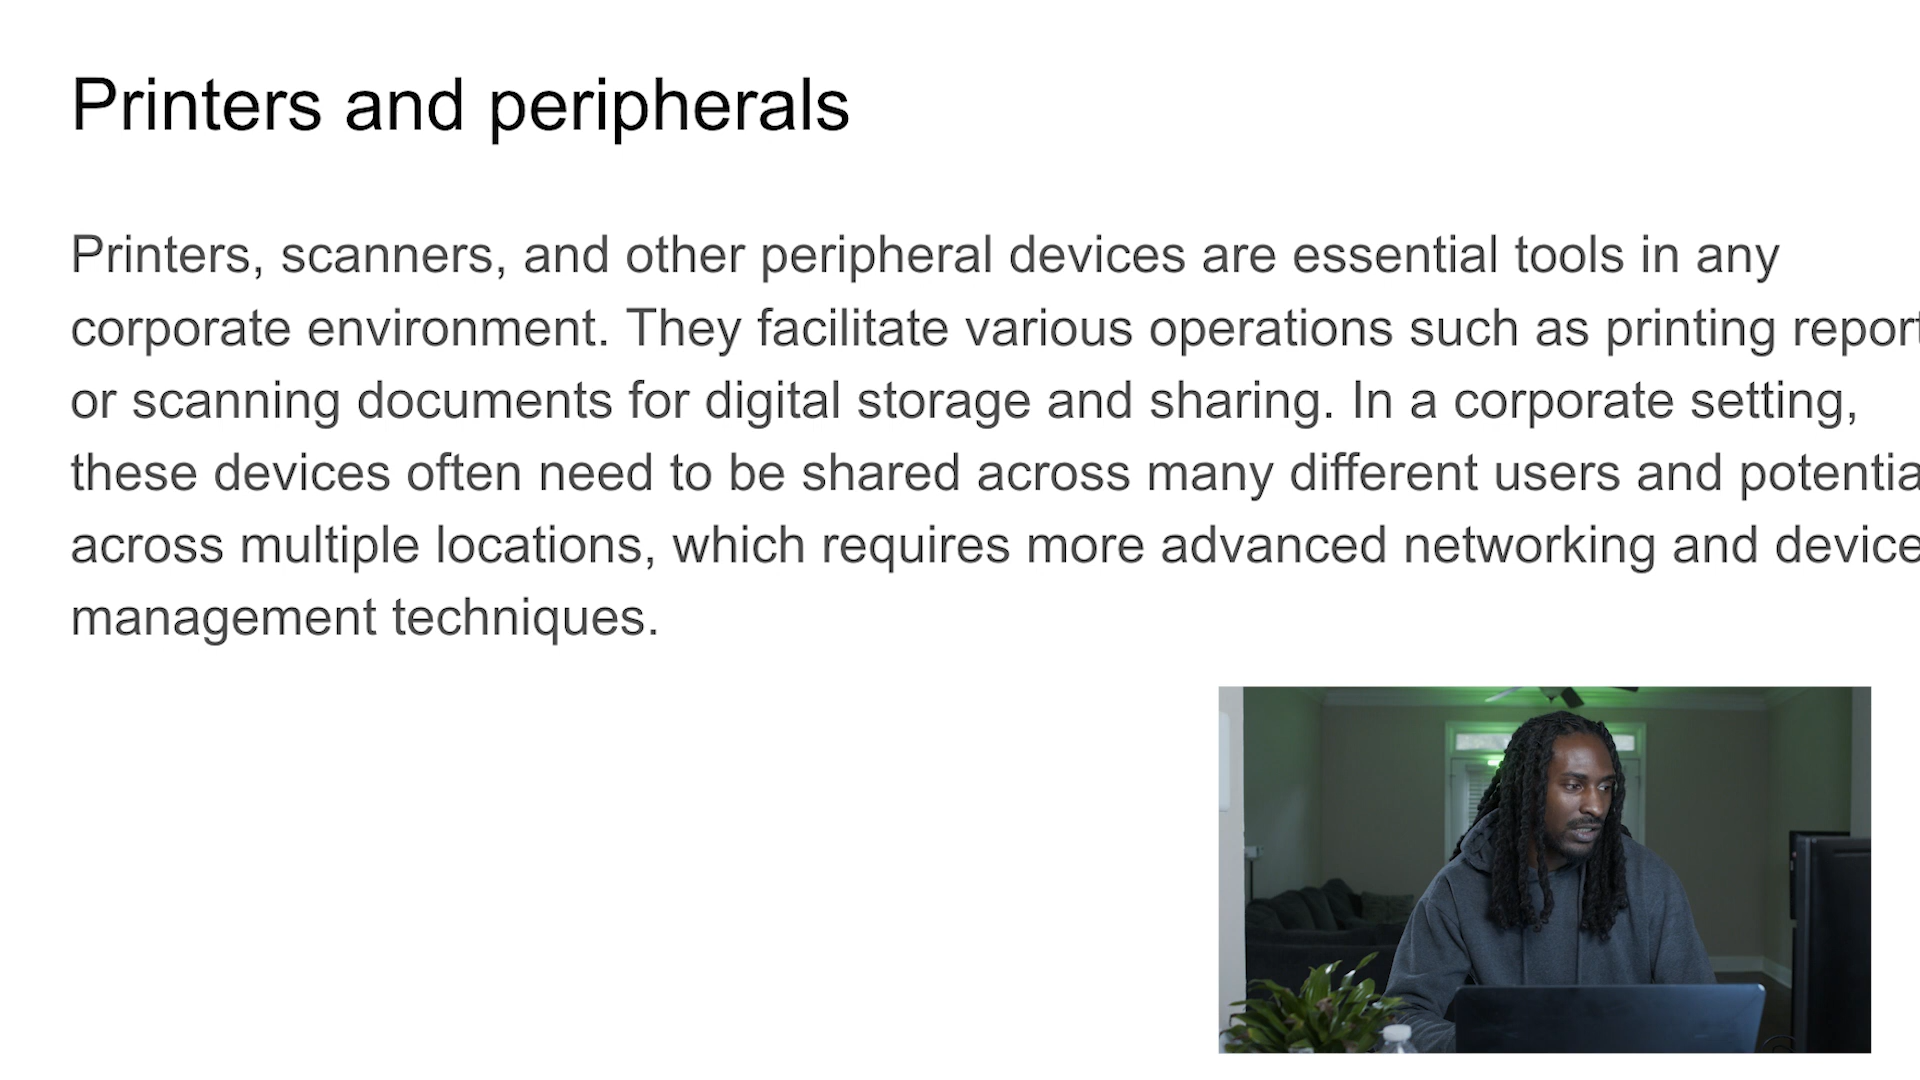 Printers and peripherals
Printers, scanners, and other peripheral devices are essential tools in any
corporate environment. They facilitate various operations such as printing report
or scanning documents for digital storage and sharing. In a corporate setting,
these devices often need to be shared across many different users and potentia
across multiple locations, which requires more advanced networking and device
management techniques.